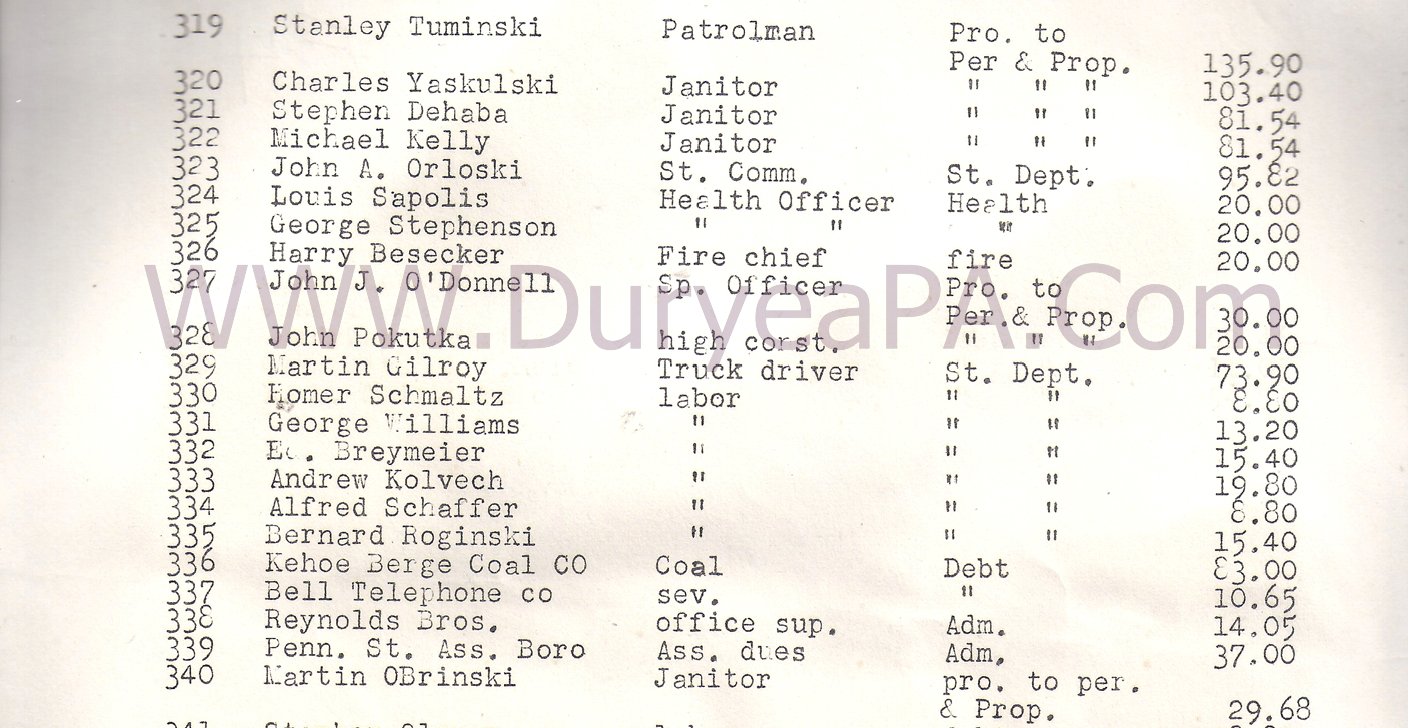 319 Stanley Tuminski Patrolman Pro. to
Per & Prop. 135.90
320 Charles Yaskulski Janitor " " " 103.40
321 Stephen Dehaba Janitor " " " 81.54
322 Michael Kelly Janitor " " " 81.54
323 John A. Orloski St. Comm. St. Dept. 95.82
324 Louis Sapolis Health Officer Health 20.00
325 George Stephenson " " " 20.00
326 Harry Besecker Fire chief fire 20.00
327 John J. O'Donnell Sp. Officer Pro. to
Per.& Prop. 30.00
WWW.DuryeaPA.Com
328 John Pokutka high corst. " " " 20.00
329 Martin Gilroy Truck driver St. Dept. 73.90
330 Homer Schmaltz labor " " 8.80
331 George Williams " " " 13.20
332 Ed. Breymeier " " " 15.40
333 Andrew Kolvech " " " 19.80
334 Alfred Schaffer " " " 8.80
335 Bernard Roginski " " " 15.40
336 Kehoe Berge Coal CO Coal Debt 83.00
337 Bell Telephone co sev. " 10.65
338 Reynolds Bros. office sup. Adm. 14.05
339 Penn. St. Ass. Boro Ass. dues Adm. 37.00
340 Martin OBrinski Janitor pro. to per.
& Prop. 29.68